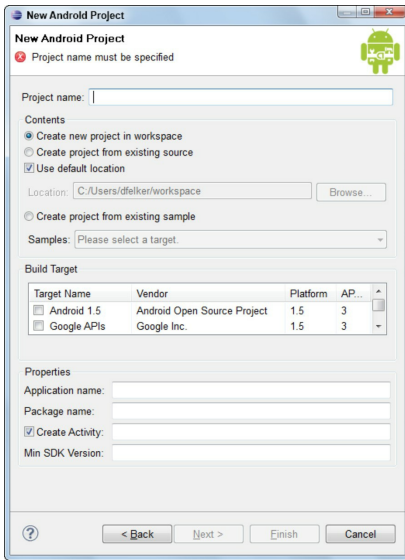 New Android Project
New Android Project
Project name must be specified
Project name:
Contents
Create new project in workspace
Create project from existing source
Use default location
Location: C:/Users/dfelker/workspace Browse...
Create project from existing sample
Samples: Please select a target.
Build Target
Target Name Vendor Platform AP...
Android 1.5 Android Open Source Project 1.5 3
Google APIs Google Inc. 1.5 3
Properties
Application name:
Package name:
Create Activity:
Min SDK Version:
? < Back Next > Finish Cancel